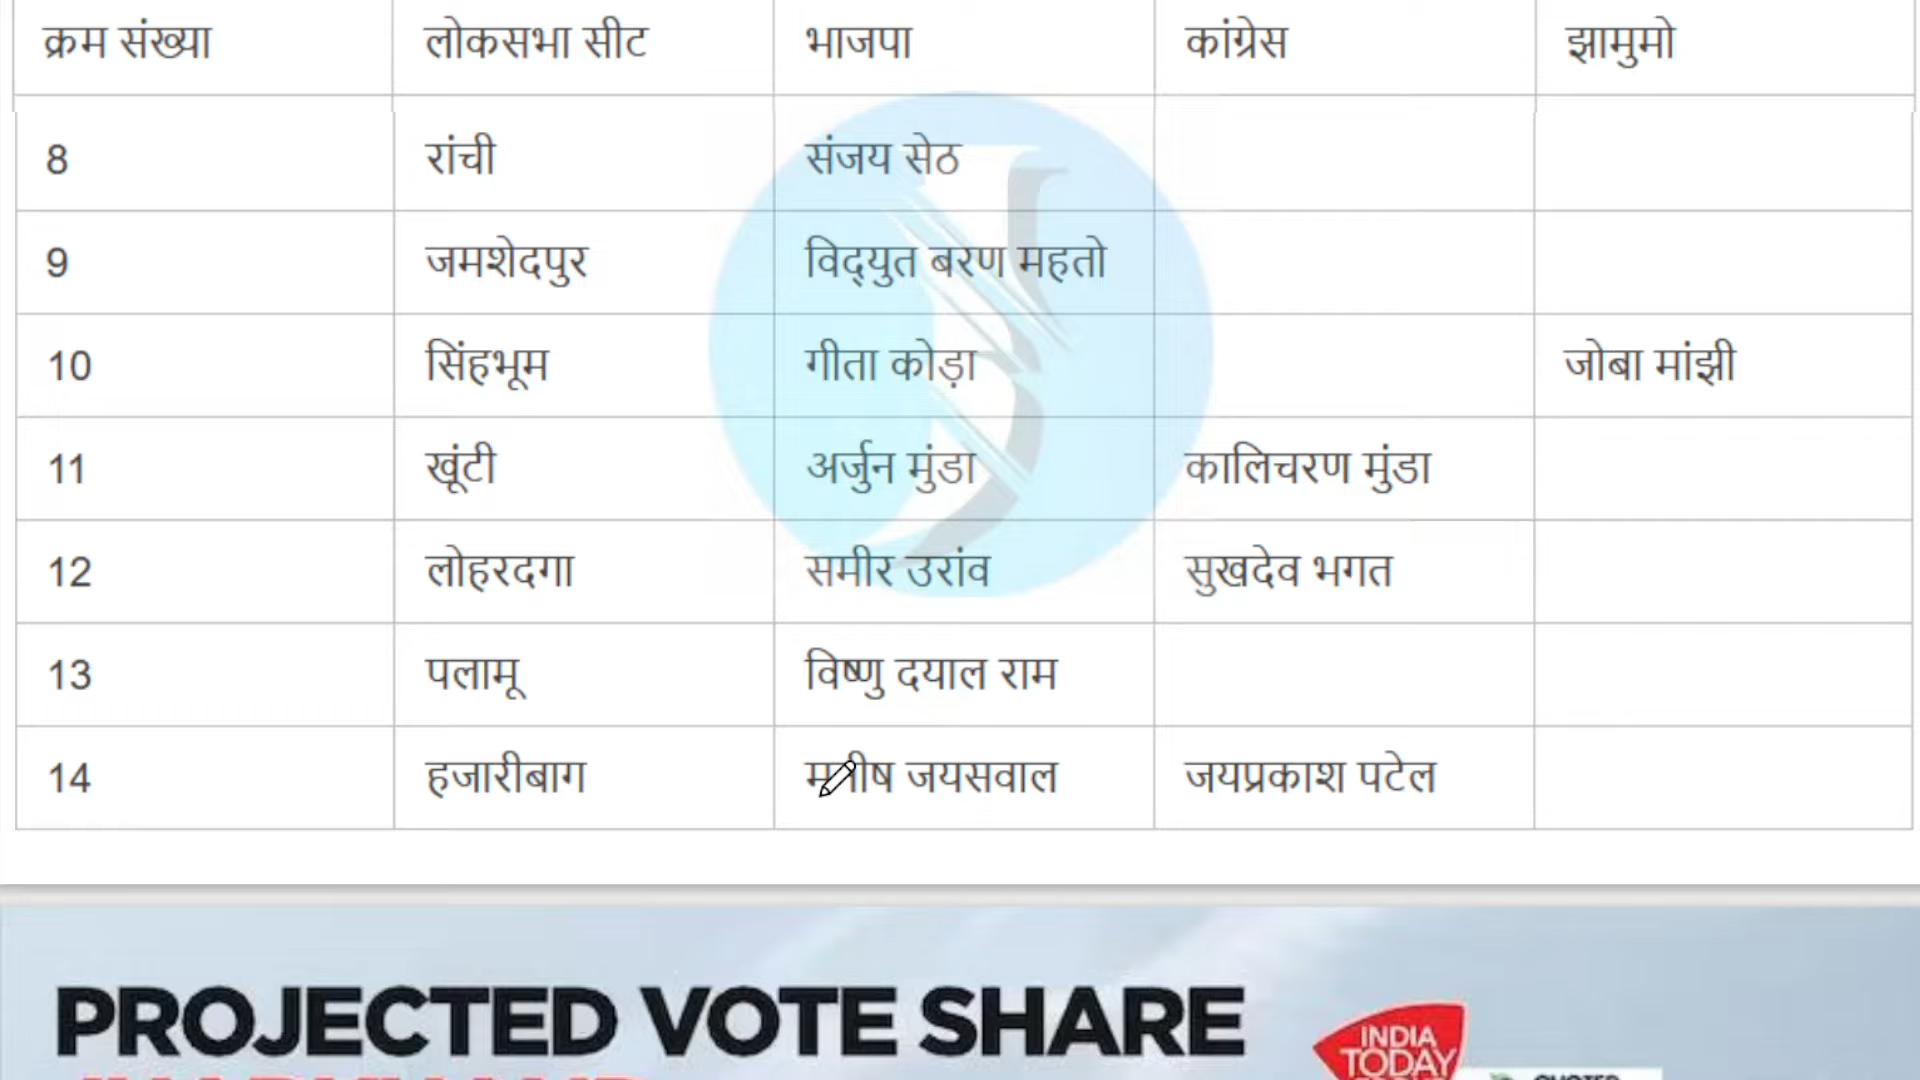 क्रम संख्या लोकसभा सीट भाजपा कांग्रेस झामुमो
8 रांची संजय सेठ
9 जमशेदपुर विद्युत बरण महतो
10 सिंहभूम गीता कोड़ा जोबा मांझी
11 खूंटी अर्जुन मुंडा कालिचरण मुंडा
12 लोहरदगा समीर उरांव सुखदेव भगत
13 पलामू विष्णु दयाल राम
14 हजारीबाग मनीष जयसवाल जयप्रकाश पटेल
PROJECTED VOTE SHARE
INDIA
TODAY